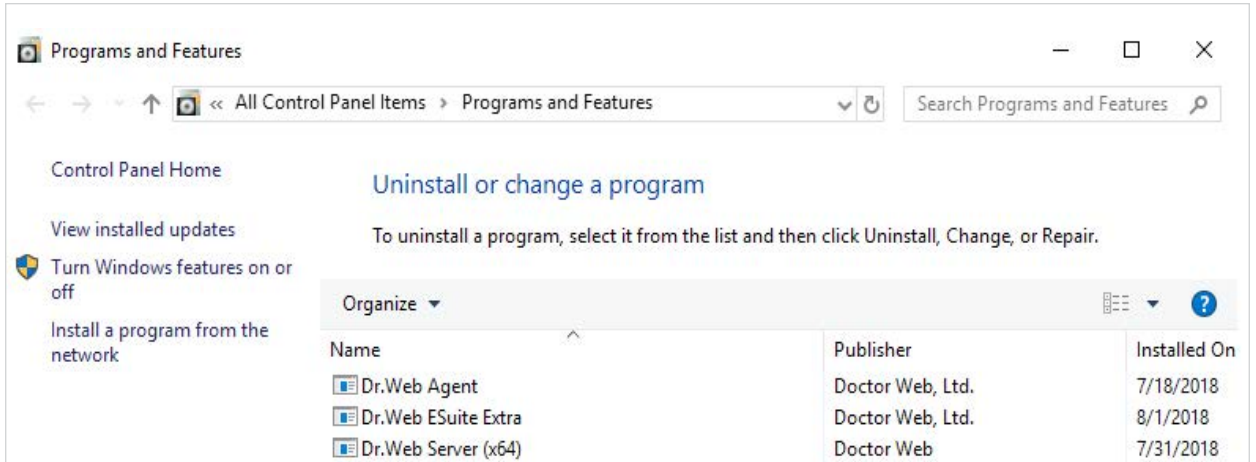 Programs and Features
« All Control Panel Items > Programs and Features
Search Programs and Features
Control Panel Home
View installed updates
Turn Windows features on or
off
Install a program from the
network
Uninstall or change a program
To uninstall a program, select it from the list and then click Uninstall, Change, or Repair.
Organize
?
Name Publisher Installed On
Dr.Web Agent Doctor Web, Ltd. 7/18/2018
Dr.Web ESuite Extra Doctor Web, Ltd. 8/1/2018
Dr.Web Server (x64) Doctor Web 7/31/2018